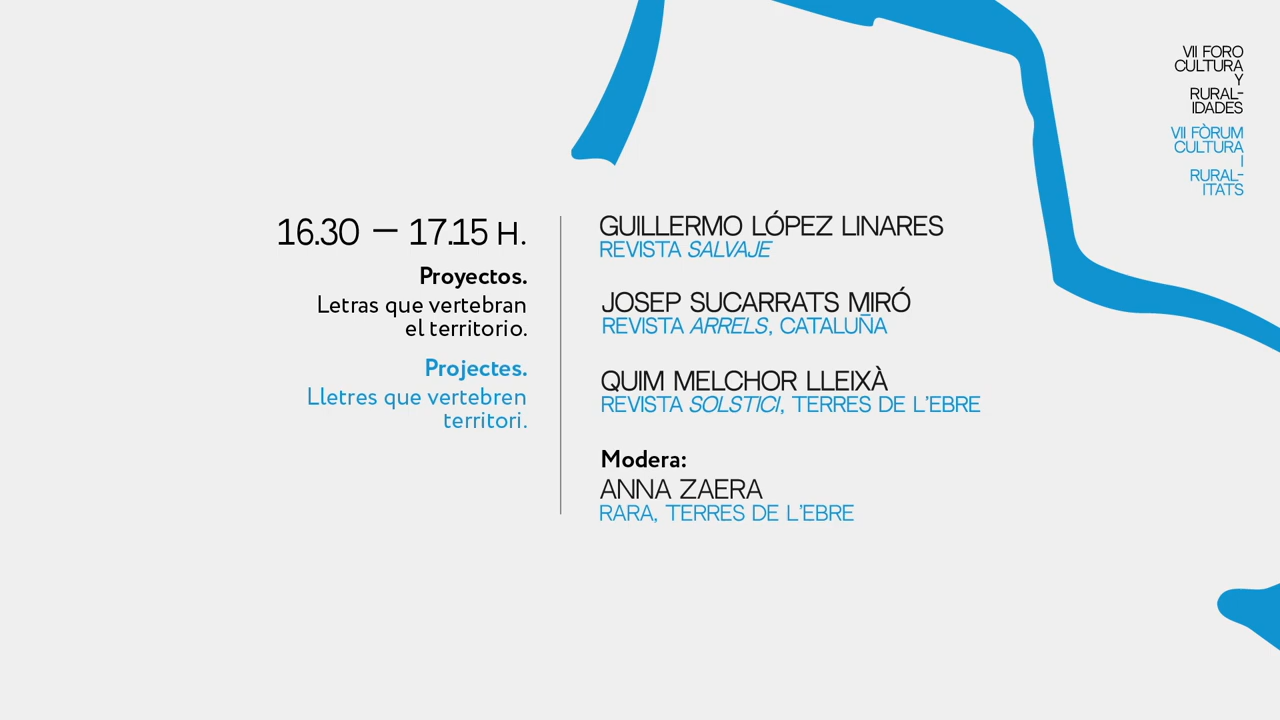 VII FORO
CULTURA
Y
RURAL-
IDADES
VII FÒRUM
CULTURA
I
RURAL-
ITATS
16.30 — 17.15 H.
Proyectos.
Letras que vertebran
el territorio.
Projectes.
Lletres que vertebren
territori.
GUILLERMO LÓPEZ LINARES
REVISTA SALVAJE
JOSEP SUCARRATS MIRÓ
REVISTA ARRELS, CATALUÑA
QUIM MELCHOR LLEIXÀ
REVISTA SOLSTICI, TERRES DE L'EBRE
Modera:
ANNA ZAERA
RARA, TERRES DE L'EBRE